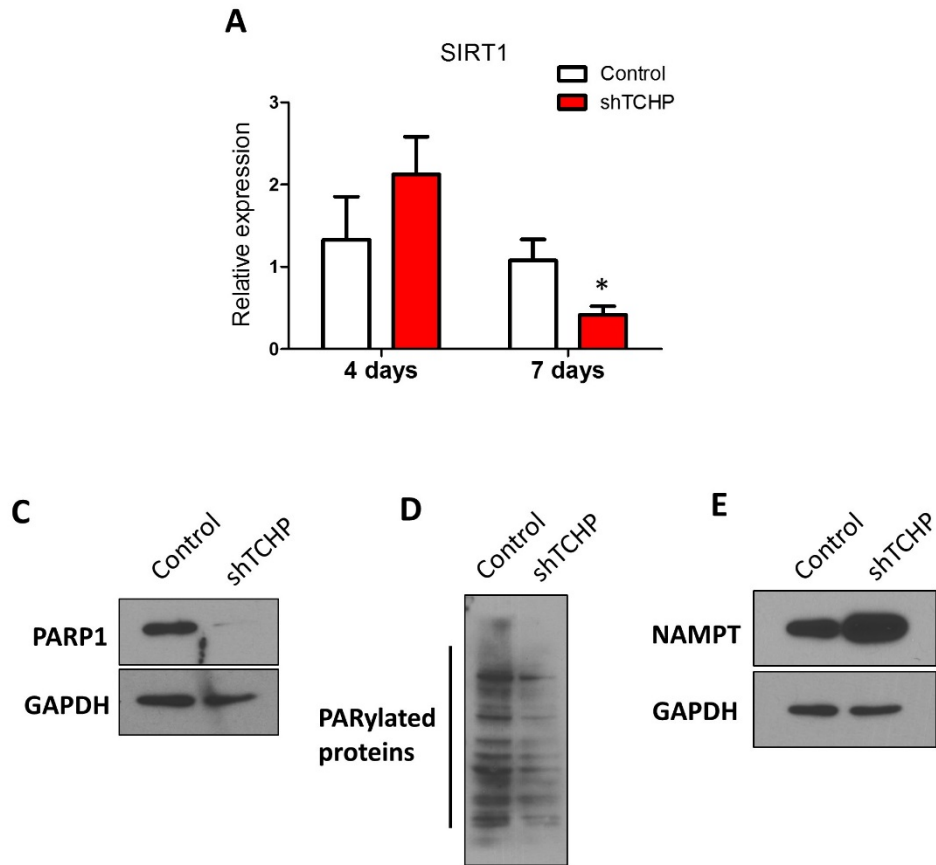 A
SIRT1
Control
shTCHP
Relative expression
3
2
1
0
*
4 days
7 days
C
Control
shTCHP
PARP1
GAPDH
D
Control
shTCHP
PARylated
proteins
E
Control
shTCHP
NAMPT
GAPDH